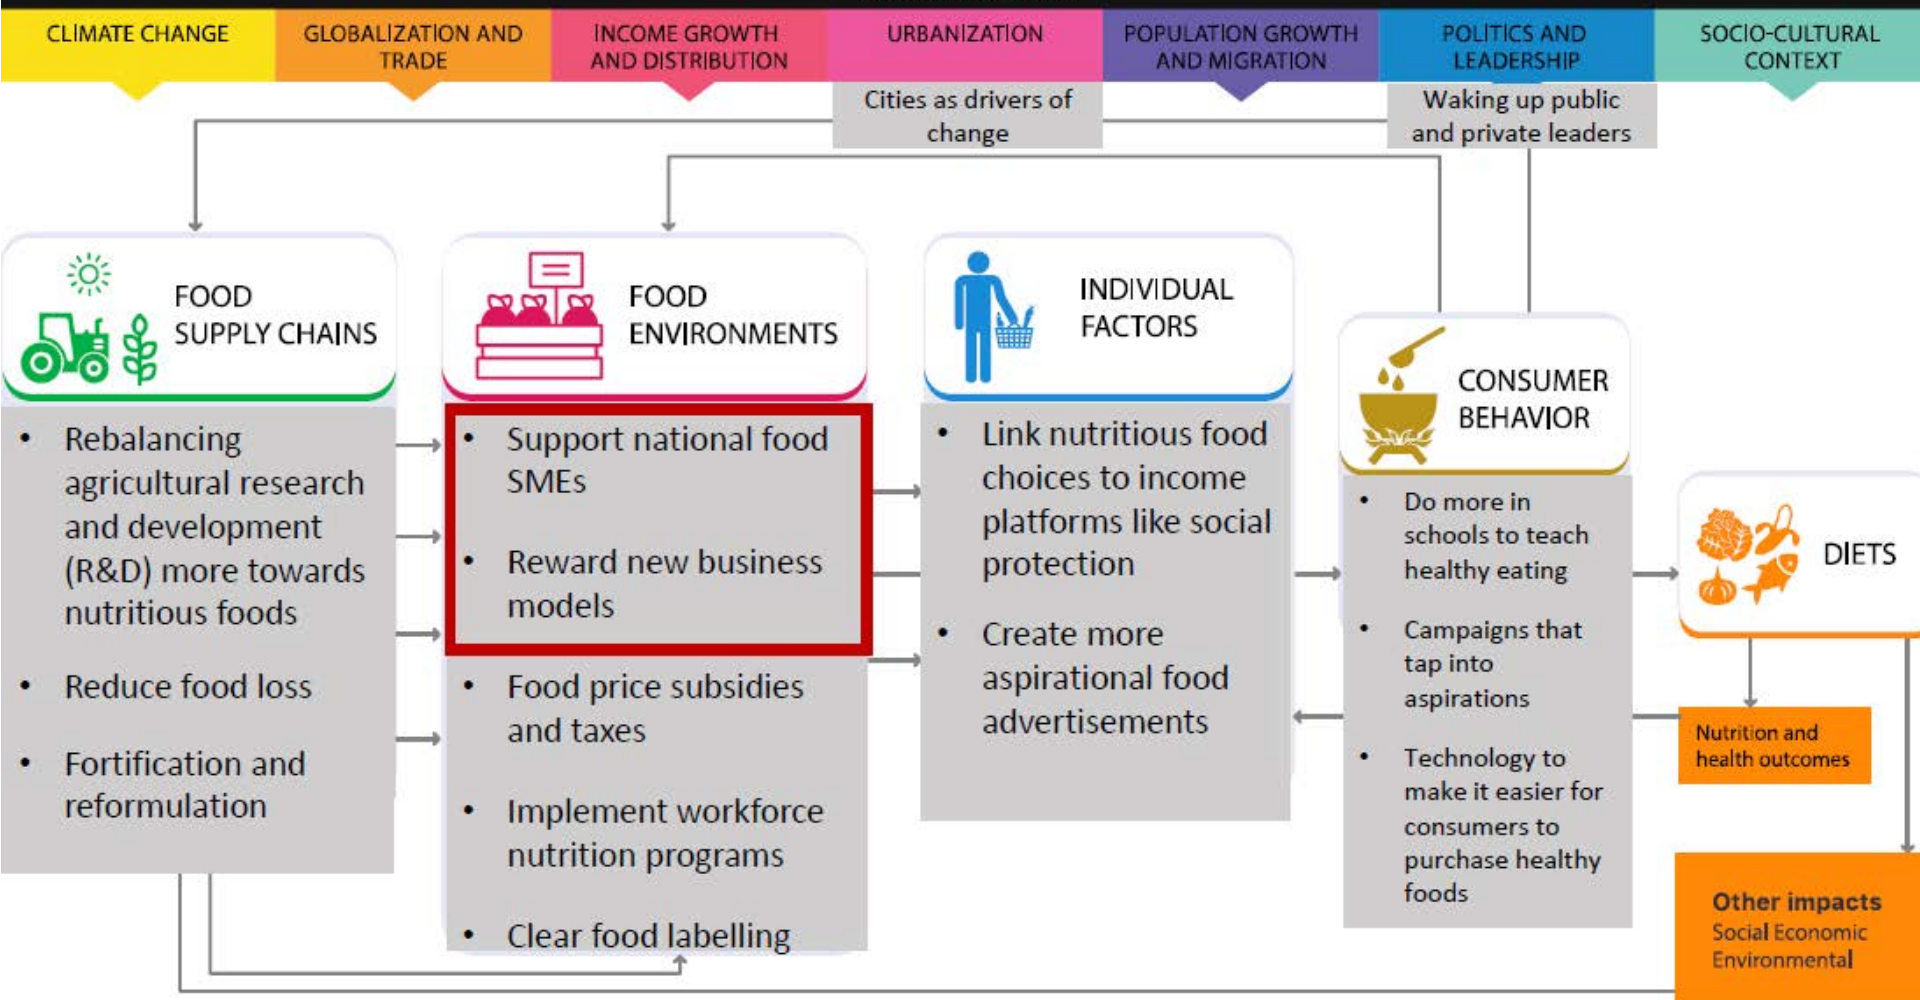 CLIMATE CHANGE
GLOBALIZATION AND
TRADE
INCOME GROWTH
AND DISTRIBUTION
URBANIZATION
POPULATION GROWTH
AND MIGRATION
POLITICS AND
LEADERSHIP
SOCIO-CULTURAL
CONTEXT
Cities as drivers of
change
Waking up public
and private leaders
FOOD
SUPPLY CHAINS
• Rebalancing
agricultural research
and development
(R&D) more towards
nutritious foods
• Reduce food loss
• Fortification and
reformulation
FOOD
ENVIRONMENTS
• Support national food
SMEs
• Reward new business
models
• Food price subsidies
and taxes
• Implement workforce
nutrition programs
• Clear food labelling
INDIVIDUAL
FACTORS
• Link nutritious food
choices to income
platforms like social
protection
• Create more
aspirational food
advertisements
CONSUMER
BEHAVIOR
• Do more in
schools to teach
healthy eating
• Campaigns that
tap into
aspirations
• Technology to
make it easier for
consumers to
purchase healthy
foods
DIETS
Nutrition and
health outcomes
Other impacts
Social Economic
Environmental